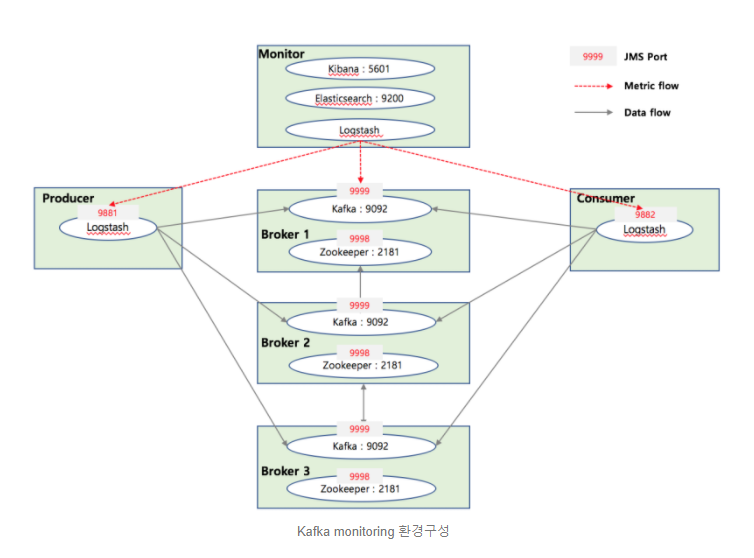 Monitor
Kibana : 5601
Elasticsearch : 9200
Logstash
9999 JMS Port
Metric flow
Data flow
Producer
9881
Logstash
9999
Kafka : 9092
Broker 1
9998
Zookeeper : 2181
Consumer
9882
Logstash
9999
Kafka : 9092
Broker 2
9998
Zookeeper : 2181
9999
Kafka : 9092
Broker 3
9998
Zookeeper : 2181
Kafka monitoring 환경구성